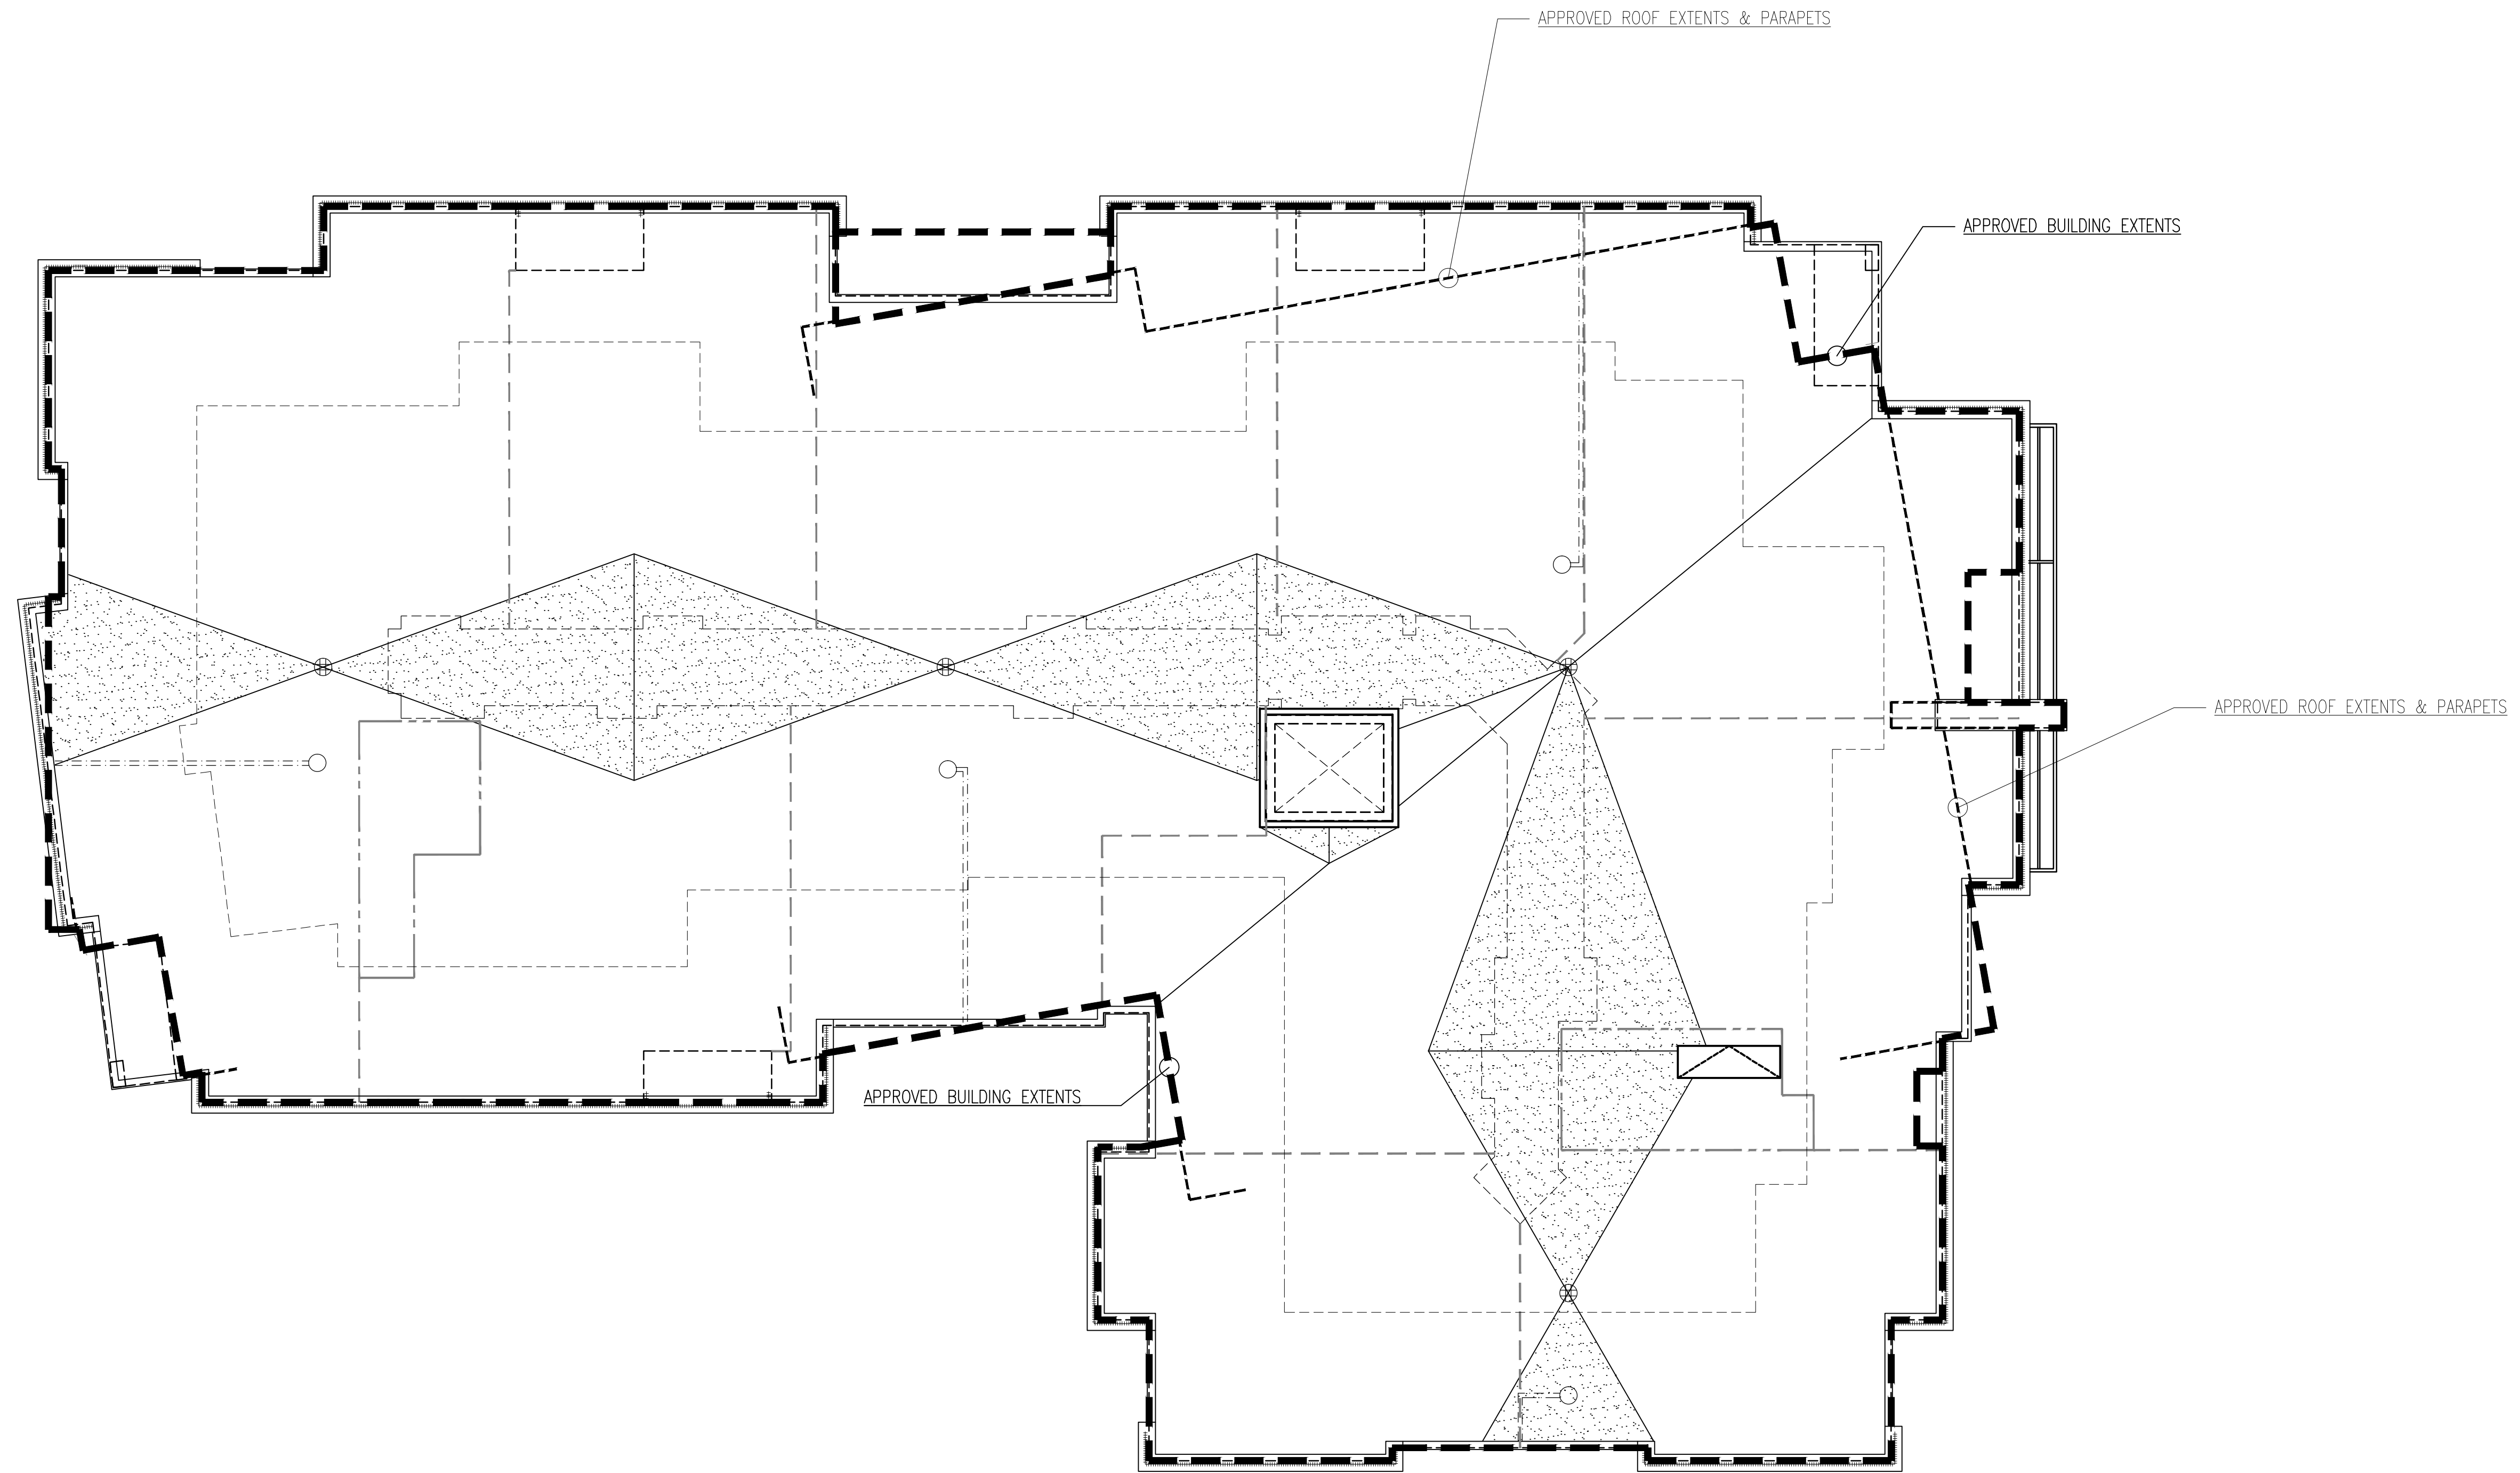 APPROVED ROOF EXTENTS & PARAPETS
APPROVED BUILDING EXTENTS
APPROVED ROOF EXTENTS & PARAPETS
APPROVED BUILDING EXTENTS